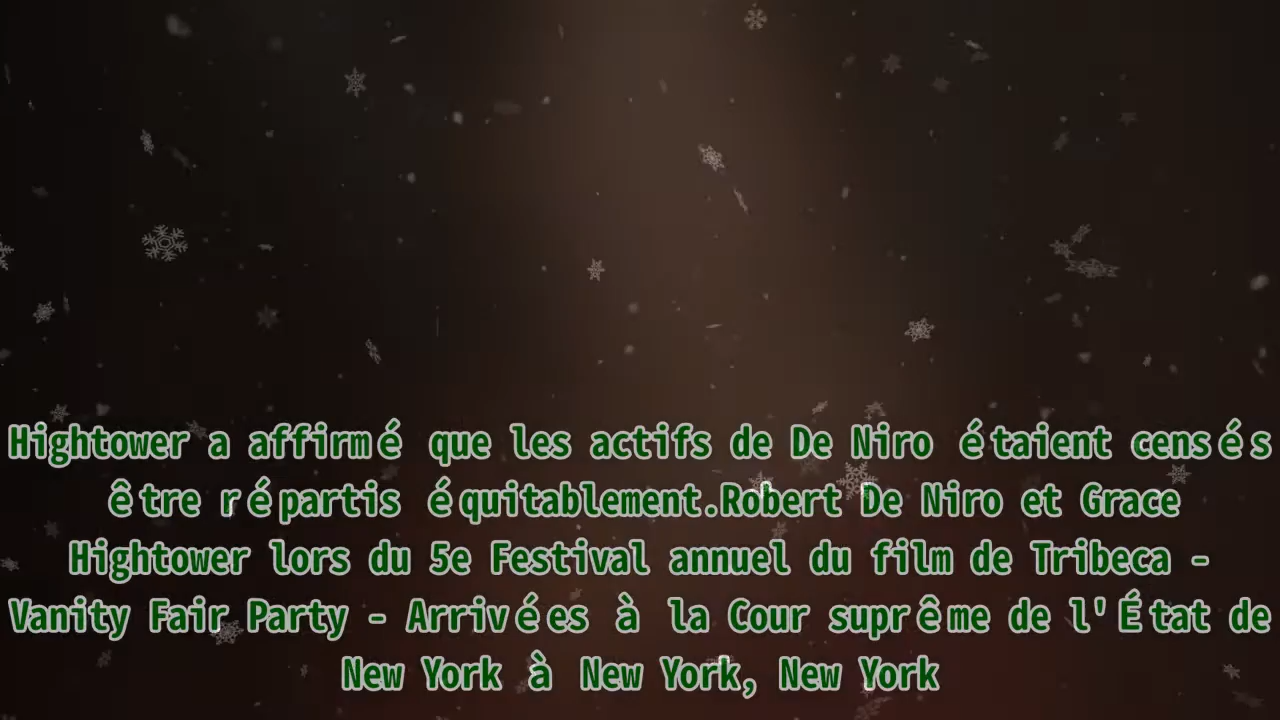 Hightower a affirmé que les actifs de De Niro étaient censés
être répartis équitablement.Robert De Niro et Grace
Hightower lors du 5e Festival annuel du film de Tribeca -
Vanity Fair Party - Arrivées à la Cour suprême de l'État de
New York à New York, New York